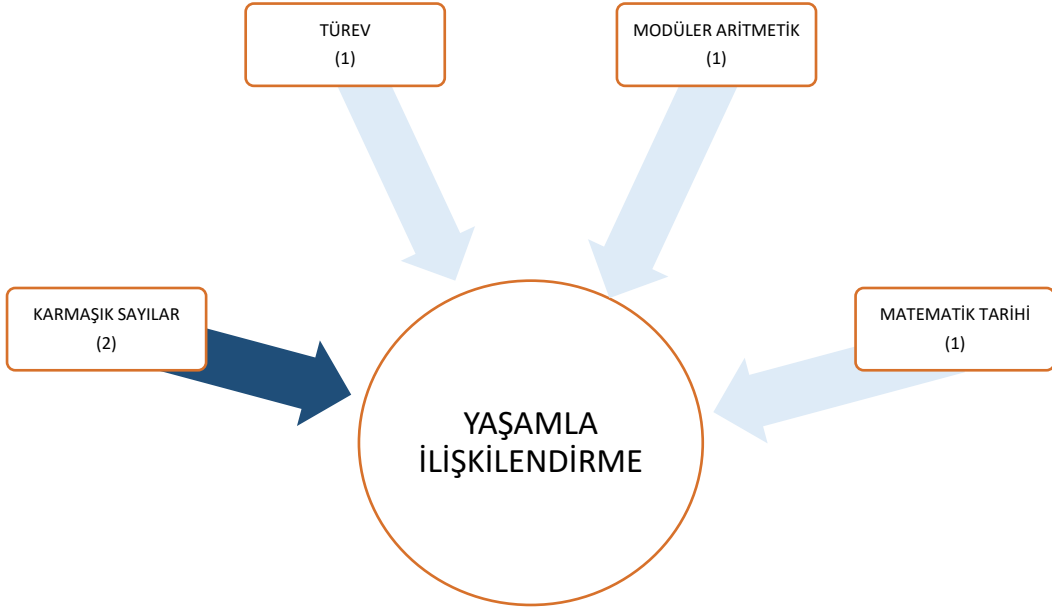 TÜREV
(1)
MODÜLER ARİTMETİK
(1)
KARMAŞIK SAYILAR
(2)
MATEMATİK TARİHİ
(1)
YAŞAMLA
İLİŞKİLENDİRME